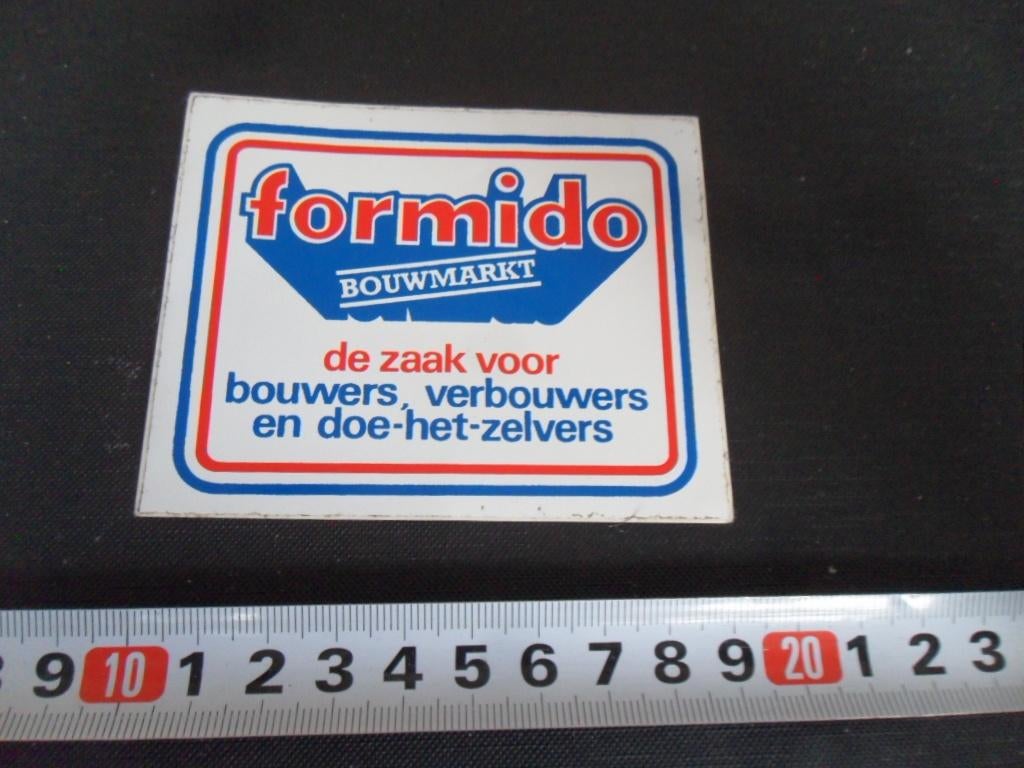 formido
BOUWMARKT
de zaak voor
bouwers, verbouwers
en doe-het-zelvers
9 10 1 2 3 4 5 6 7 8 9 20 1 2 3